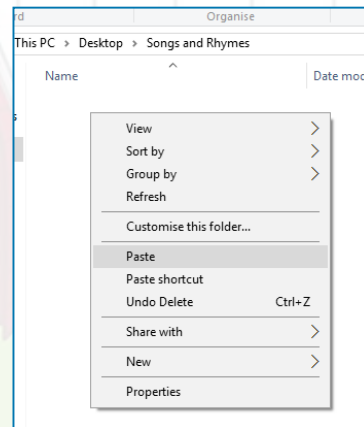 rd Organise
This PC > Desktop > Songs and Rhymes
Name Date mod
s
View
Sort by
Group by
Refresh
Customise this folder...
Paste
Paste shortcut
Undo Delete Ctrl+Z
Share with
New
Properties